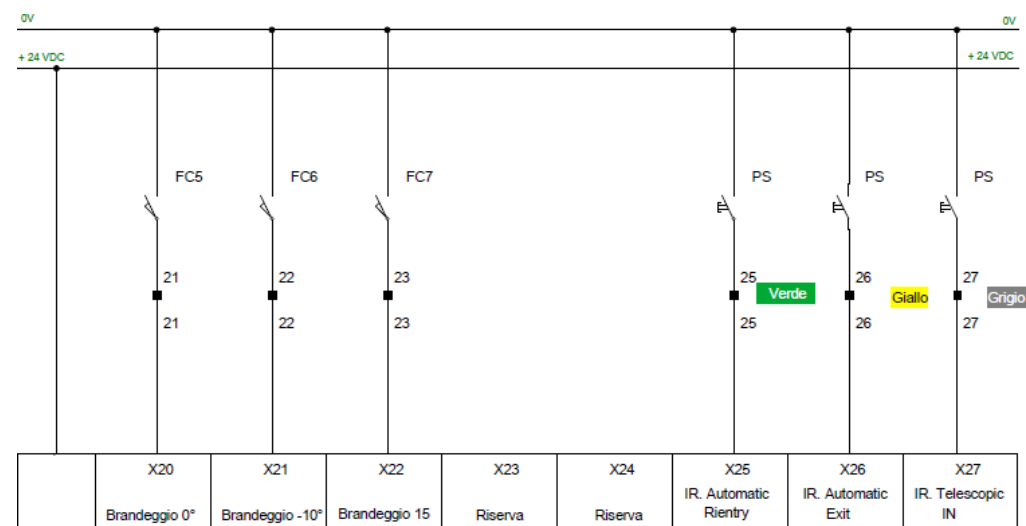 0V 0V
+ 24 VDC + 24 VDC
FC5 FC6 FC7 PS PS PS
21 22 23 25 26 27
Verde Giallo Grigio
21 22 23 25 26 27
X20 X21 X22 X23 X24 X25 X26 X27
IR. Automatic IR. Automatic IR. Telescopic
Brandeggio 0° Brandeggio -10° Brandeggio 15 Riserva Riserva Rientry Exit IN